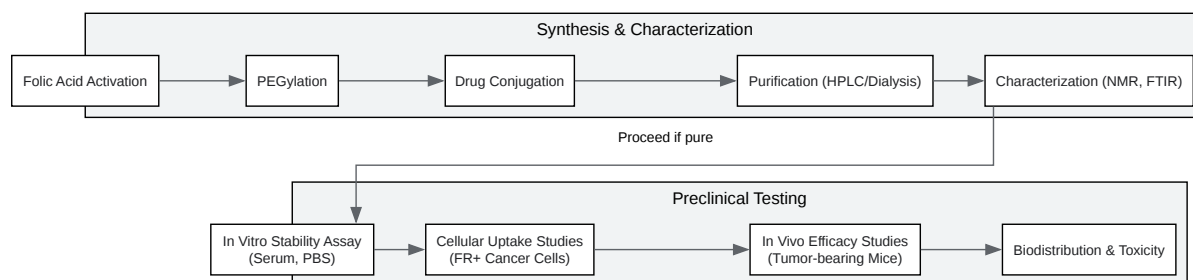 Synthesis & Characterization
Folic Acid Activation
PEGylation
Drug Conjugation
Purification (HPLC/Dialysis)
Characterization (NMR, FTIR)
Proceed if pure
Preclinical Testing
In Vitro Stability Assay
(Serum, PBS)
Cellular Uptake Studies
(FR+ Cancer Cells)
In Vivo Efficacy Studies
(Tumor-bearing Mice)
Biodistribution & Toxicity